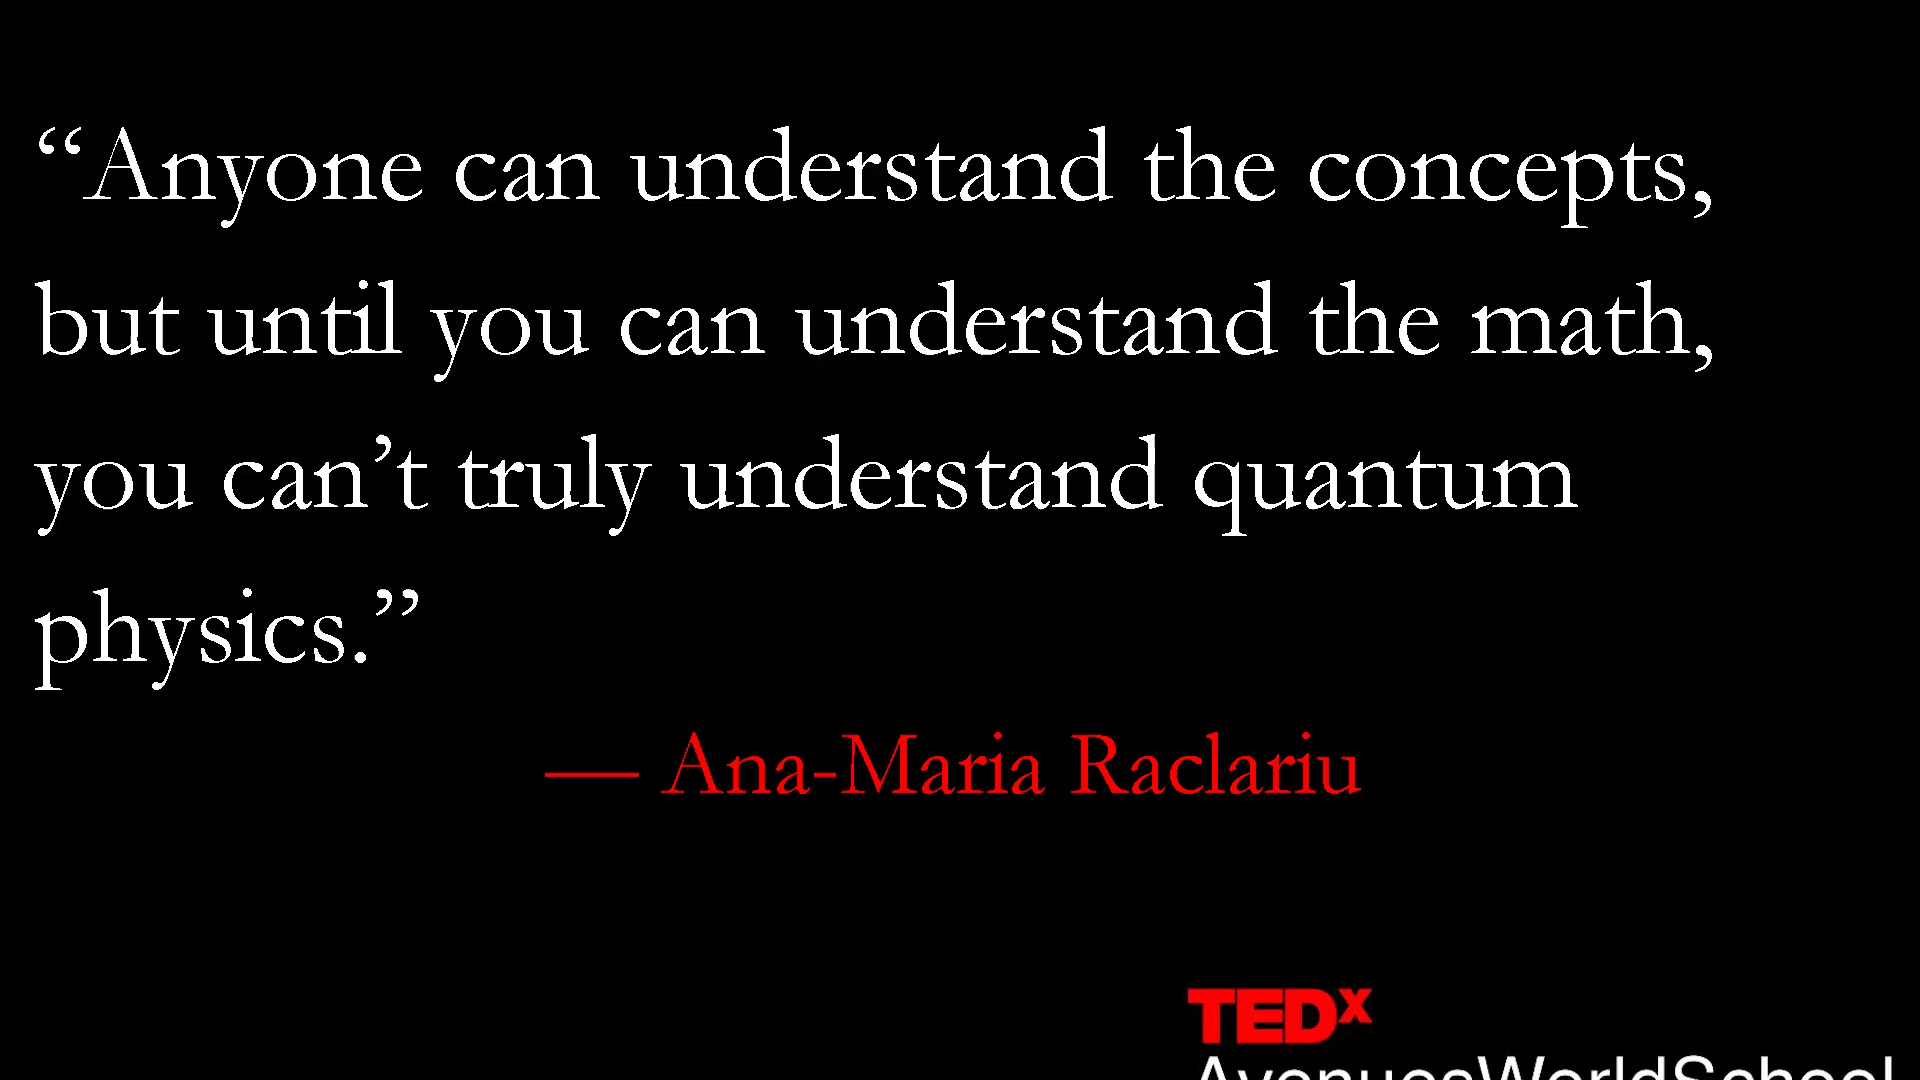 “Anyone can understand the concepts,
but until you can understand the math,
you can’t truly understand quantum
physics.”
— Ana-Maria Raclariu
TEDx
AvenuesWorldSchool